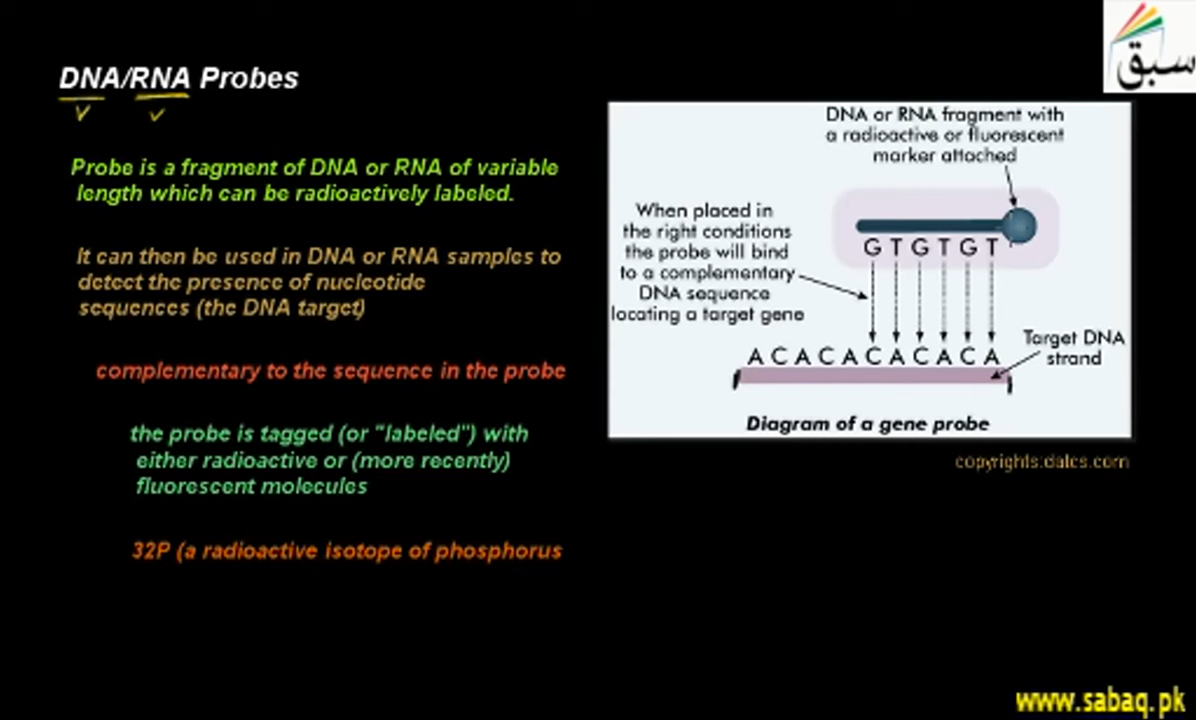 سبق
DNA/RNA Probes
Probe is a fragment of DNA or RNA of variable
length which can be radioactively labeled.
It can then be used in DNA or RNA samples to
detect the presence of nucleotide
sequences (the DNA target)
complementary to the sequence in the probe
the probe is tagged (or "labeled") with
either radioactive or (more recently)
fluorescent molecules
32P (a radioactive isotope of phosphorus
DNA or RNA fragment with
a radioactive or fluorescent
marker attached
When placed in
the right conditions
the probe will bind
to a complementary
DNA sequence
locating a target gene
G T G T G T
A C A C A C A C A C A
Target DNA
strand
Diagram of a gene probe
copyrights:dalcs.com
www.sabaq.pk